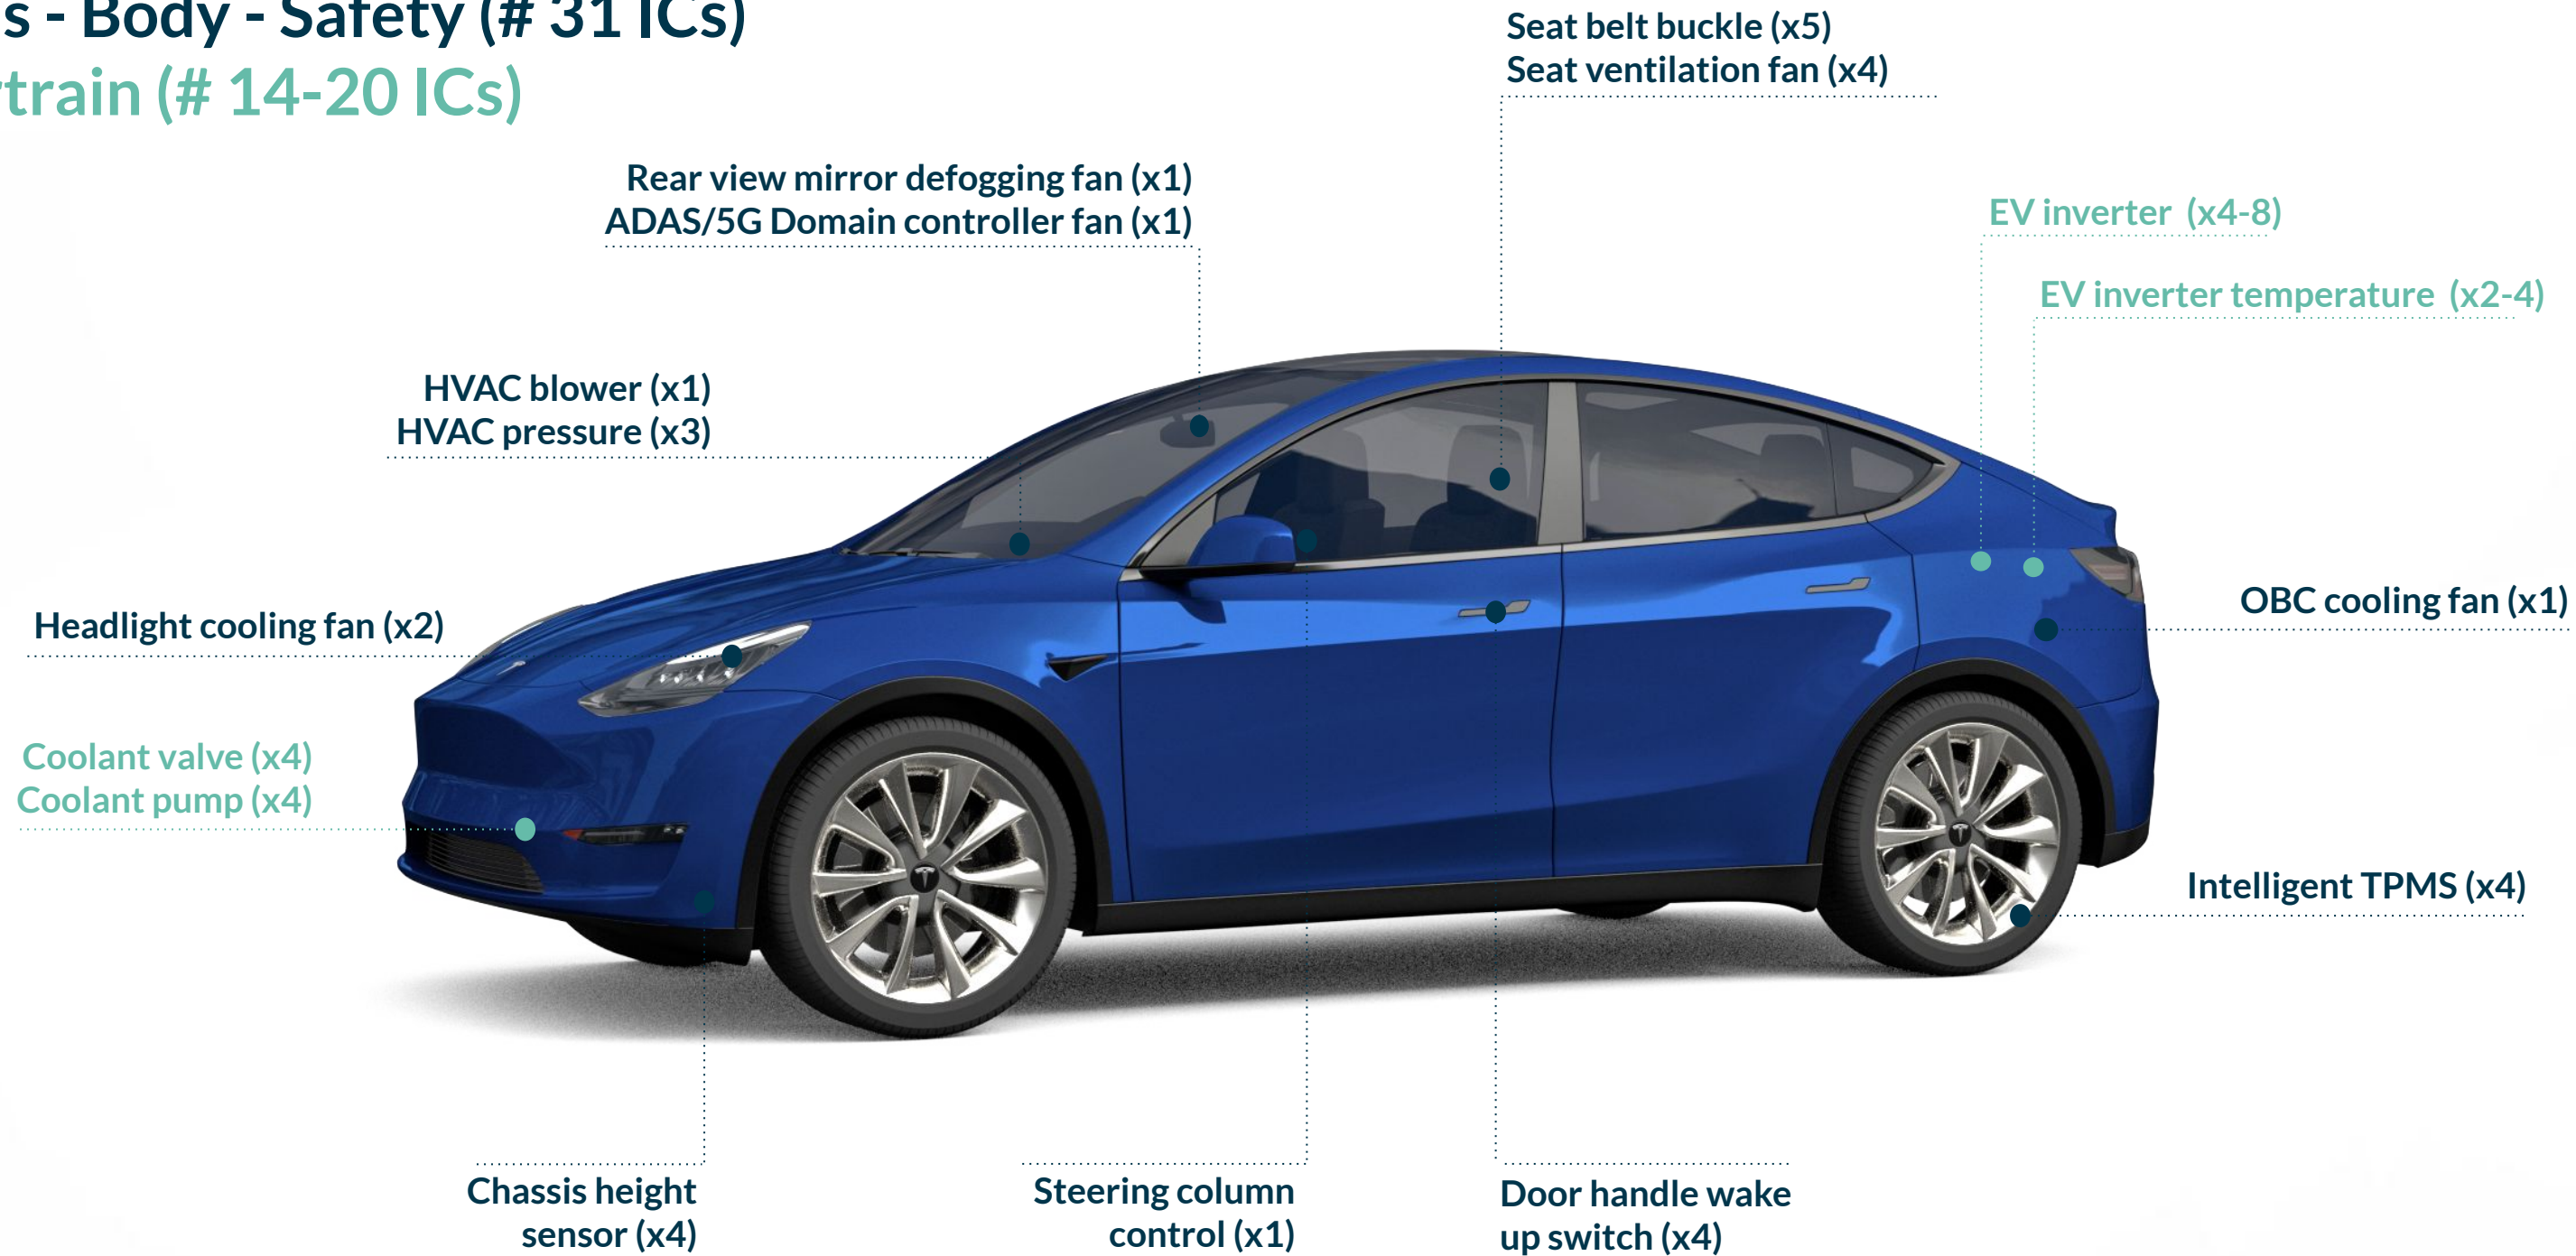 s - Body - Safety (# 31 ICs)
rtrain (# 14-20 ICs)
Seat belt buckle (x5)
Seat ventilation fan (x4)
Rear view mirror defogging fan (x1)
ADAS/5G Domain controller fan (x1)
EV inverter (x4-8)
EV inverter temperature (x2-4)
HVAC blower (x1)
HVAC pressure (x3)
Headlight cooling fan (x2)
OBC cooling fan (x1)
Coolant valve (x4)
Coolant pump (x4)
Intelligent TPMS (x4)
Chassis height
sensor (x4)
Steering column
control (x1)
Door handle wake
up switch (x4)